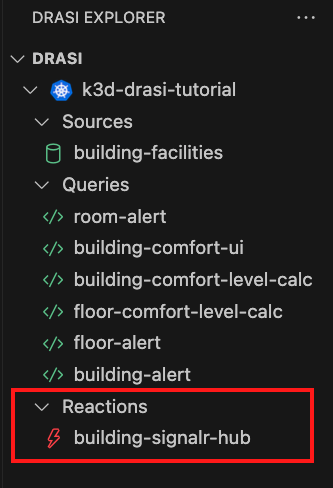 DRASI EXPLORER
DRASI
k3d-drasi-tutorial
Sources
building-facilities
Queries
room-alert
building-comfort-ui
building-comfort-level-calc
floor-comfort-level-calc
floor-alert
building-alert
Reactions
building-signalr-hub